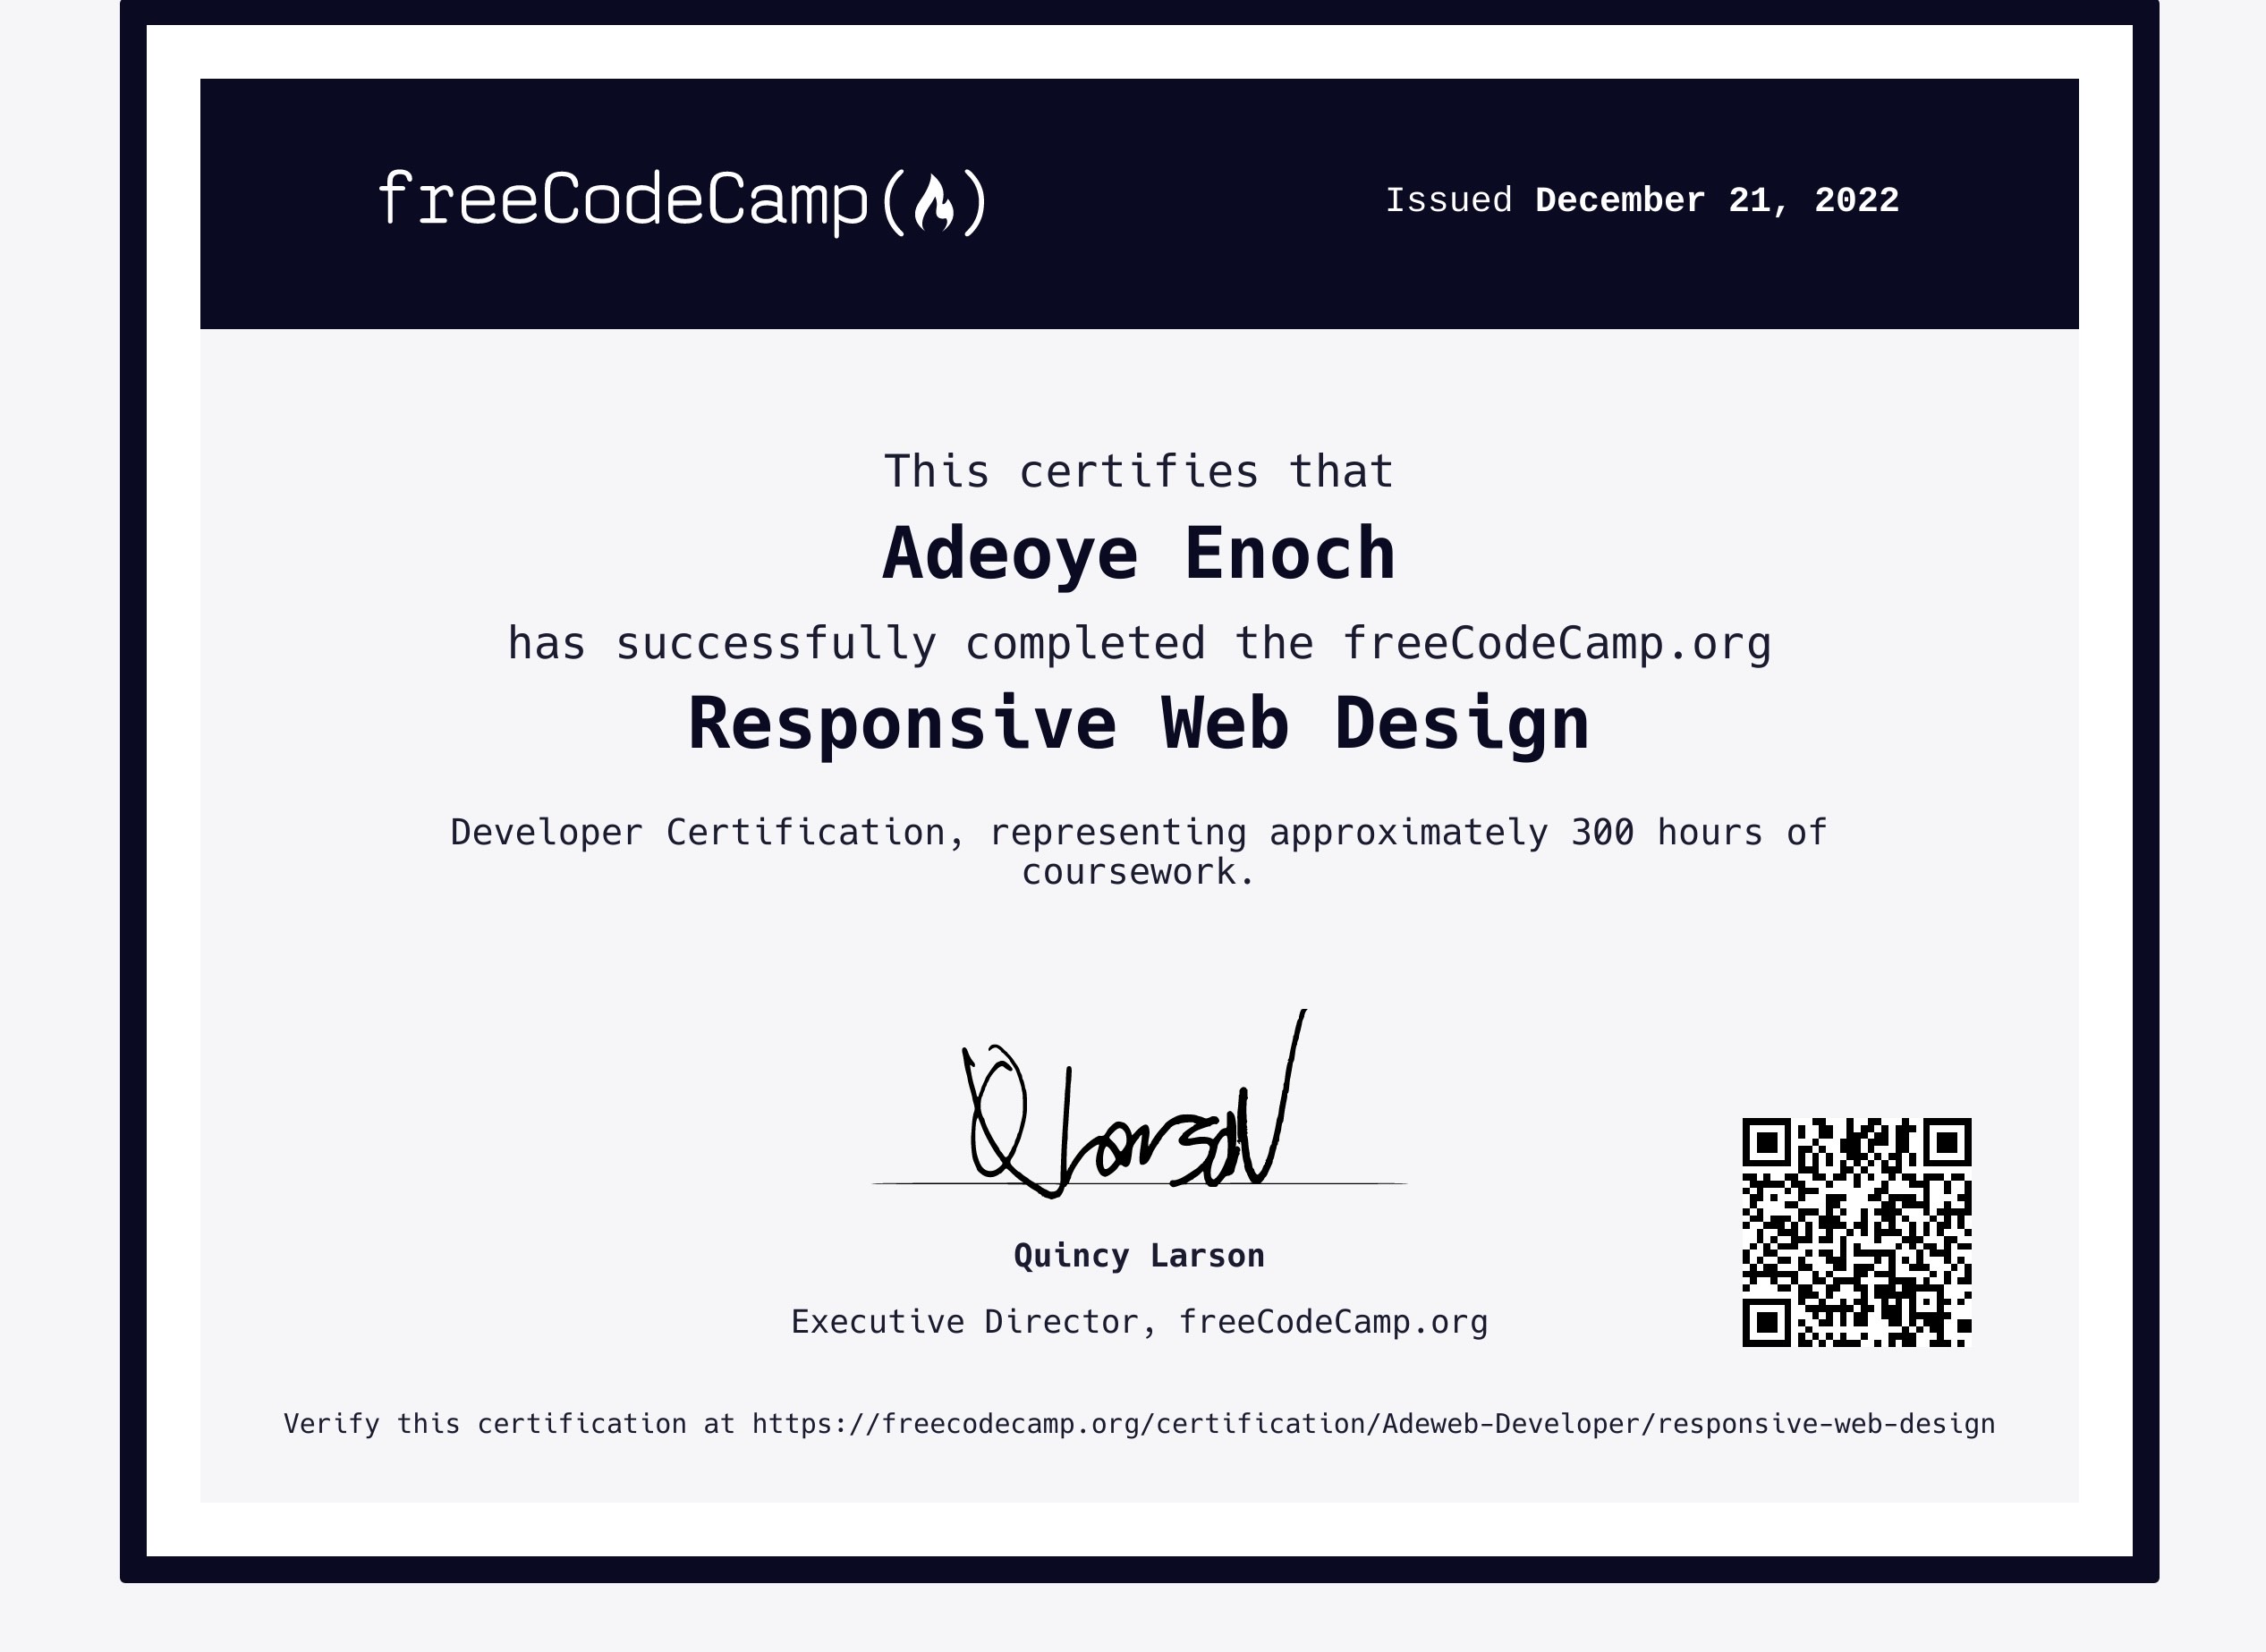 freeCodeCamp(🔥)
Issued December 21, 2022
This certifies that
Adeoye Enoch
has successfully completed the freeCodeCamp.org
Responsive Web Design
Developer Certification, representing approximately 300 hours of
coursework.
QLarson
Quincy Larson
Executive Director, freeCodeCamp.org
Verify this certification at https://freecodecamp.org/certification/Adeweb-Developer/responsive-web-design